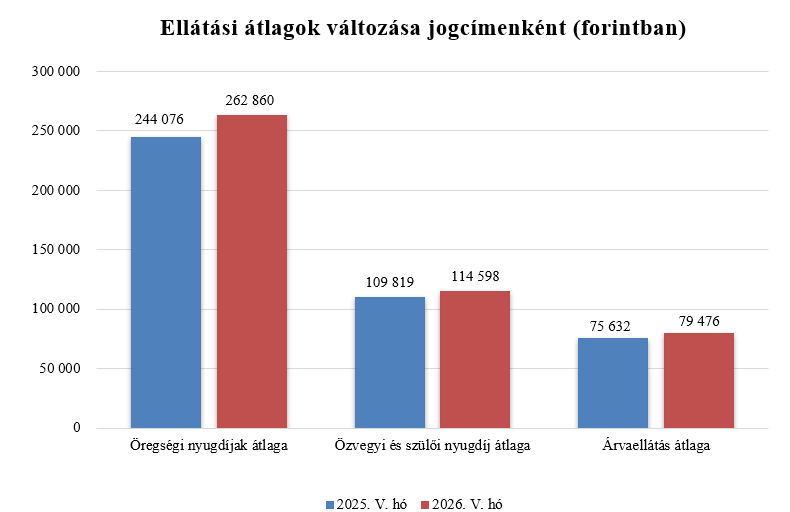 Ellátási átlagok változása jogcímenként (forintban)
300 000
250 000
200 000
150 000
100 000
50 000
0
244 076
262 860
109 819
114 598
75 632
79 476
Öregségi nyugdíjak átlaga
Özvegyi és szülői nyugdíj átlaga
Árvaellátás átlaga
2025. V. hó
2026. V. hó